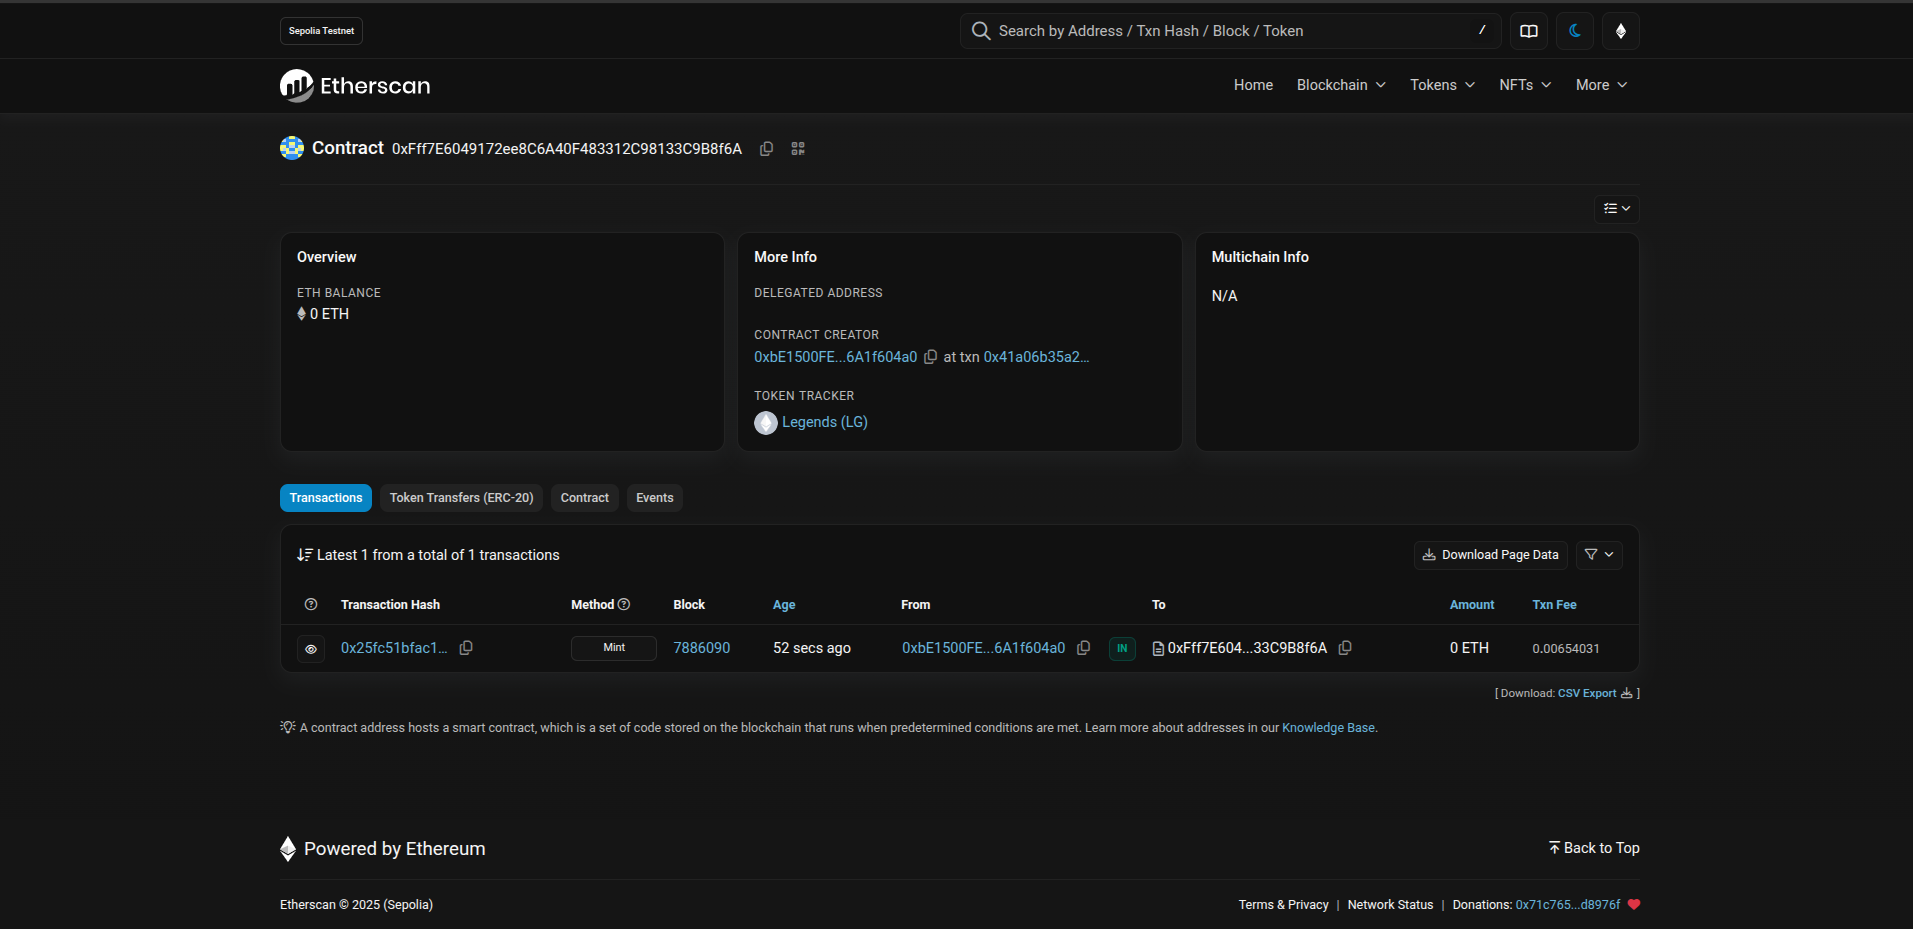 Sepolia Testnet
Search by Address / Txn Hash / Block / Token /
Etherscan
Home Blockchain Tokens NFTs More
Contract 0xFff7E6049172ee8C6A40F483312C98133C9B8f6A
Overview
ETH BALANCE
0 ETH
More Info
DELEGATED ADDRESS
CONTRACT CREATOR
0xbE1500FE...6A1f604a0 at txn 0x41a06b35a2...
TOKEN TRACKER
Legends (LG)
Multichain Info
N/A
Transactions Token Transfers (ERC-20) Contract Events
Latest 1 from a total of 1 transactions
Download Page Data
Transaction Hash Method Block Age From To Amount Txn Fee
0x25fc51bfac1... Mint 7886090 52 secs ago 0xbE1500FE...6A1f604a0 IN 0xFff7E604...33C9B8f6A 0 ETH 0.00654031
[ Download: CSV Export ]
A contract address hosts a smart contract, which is a set of code stored on the blockchain that runs when predetermined conditions are met. Learn more about addresses in our Knowledge Base.
Powered by Ethereum
Back to Top
Etherscan © 2025 (Sepolia)
Terms & Privacy | Network Status | Donations: 0x71c765...d8976f